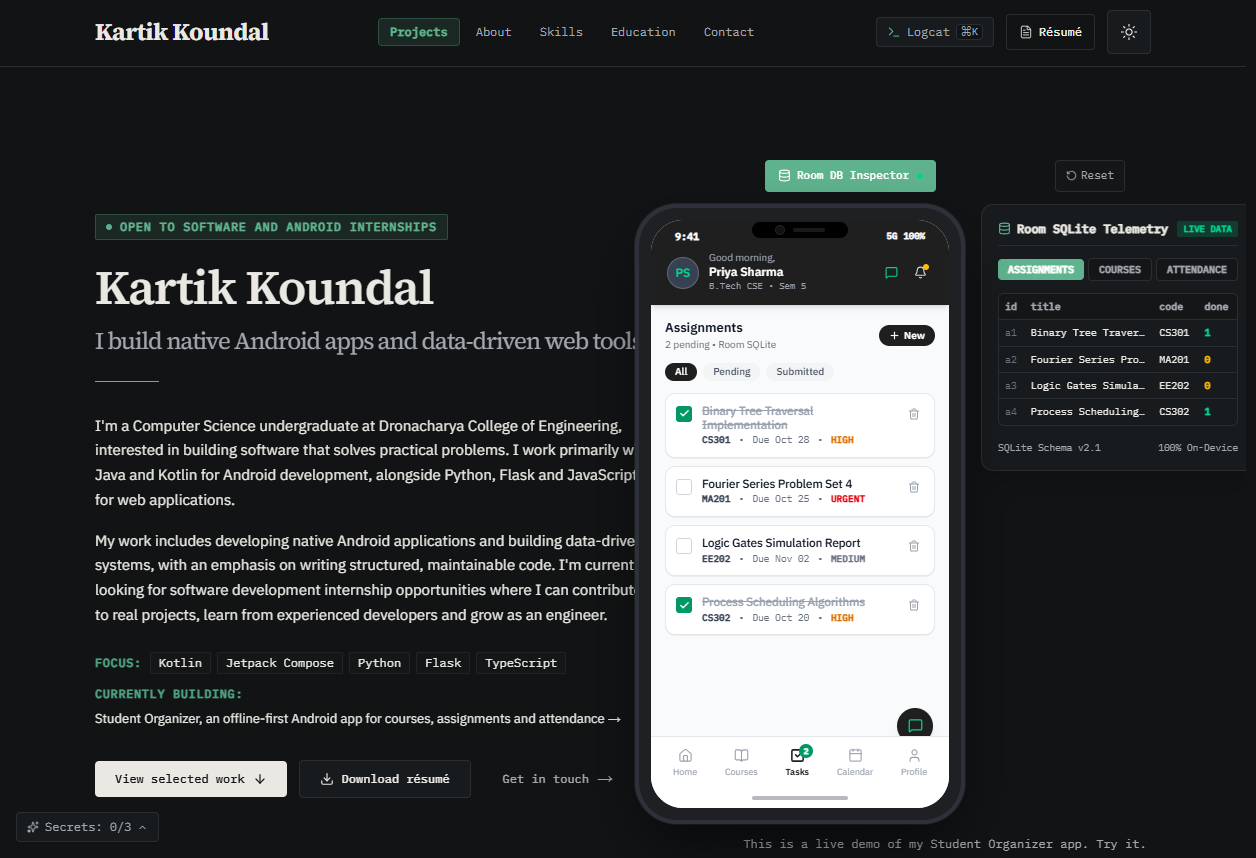 Kartik Koundal
Projects
About
Skills
Education
Contact
Logcat ⌘K
Résumé
Room DB Inspector
Reset
OPEN TO SOFTWARE AND ANDROID INTERNSHIPS
Kartik Koundal
I build native Android apps and data-driven web tools
I'm a Computer Science undergraduate at Dronacharya College of Engineering,
interested in building software that solves practical problems. I work primarily w
Java and Kotlin for Android development, alongside Python, Flask and JavaScript
for web applications.
My work includes developing native Android applications and building data-drive
systems, with an emphasis on writing structured, maintainable code. I'm current
looking for software development internship opportunities where I can contribut
to real projects, learn from experienced developers and grow as an engineer.
FOCUS: Kotlin Jetpack Compose Python Flask TypeScript
CURRENTLY BUILDING:
Student Organizer, an offline-first Android app for courses, assignments and attendance →
View selected work ↓
Download résumé
Get in touch →
Secrets: 0/3
9:41
5G 100%
PS
Good morning,
Priya Sharma
B.Tech CSE • Sem 5
Assignments
2 pending • Room SQLite
+ New
All
Pending
Submitted
Binary Tree Traversal
Implementation
CS301 • Due Oct 28 • HIGH
Fourier Series Problem Set 4
MA201 • Due Oct 25 • URGENT
Logic Gates Simulation Report
EE202 • Due Nov 02 • MEDIUM
Process Scheduling Algorithms
CS302 • Due Oct 20 • HIGH
2
Home
Courses
Tasks
Calendar
Profile
Room SQLite Telemetry
LIVE DATA
ASSIGNMENTS
COURSES
ATTENDANCE
id title code done
a1 Binary Tree Traver… CS301 1
a2 Fourier Series Pro… MA201 0
a3 Logic Gates Simula… EE202 0
a4 Process Scheduling… CS302 1
SQLite Schema v2.1
100% On-Device
This is a live demo of my Student Organizer app. Try it.